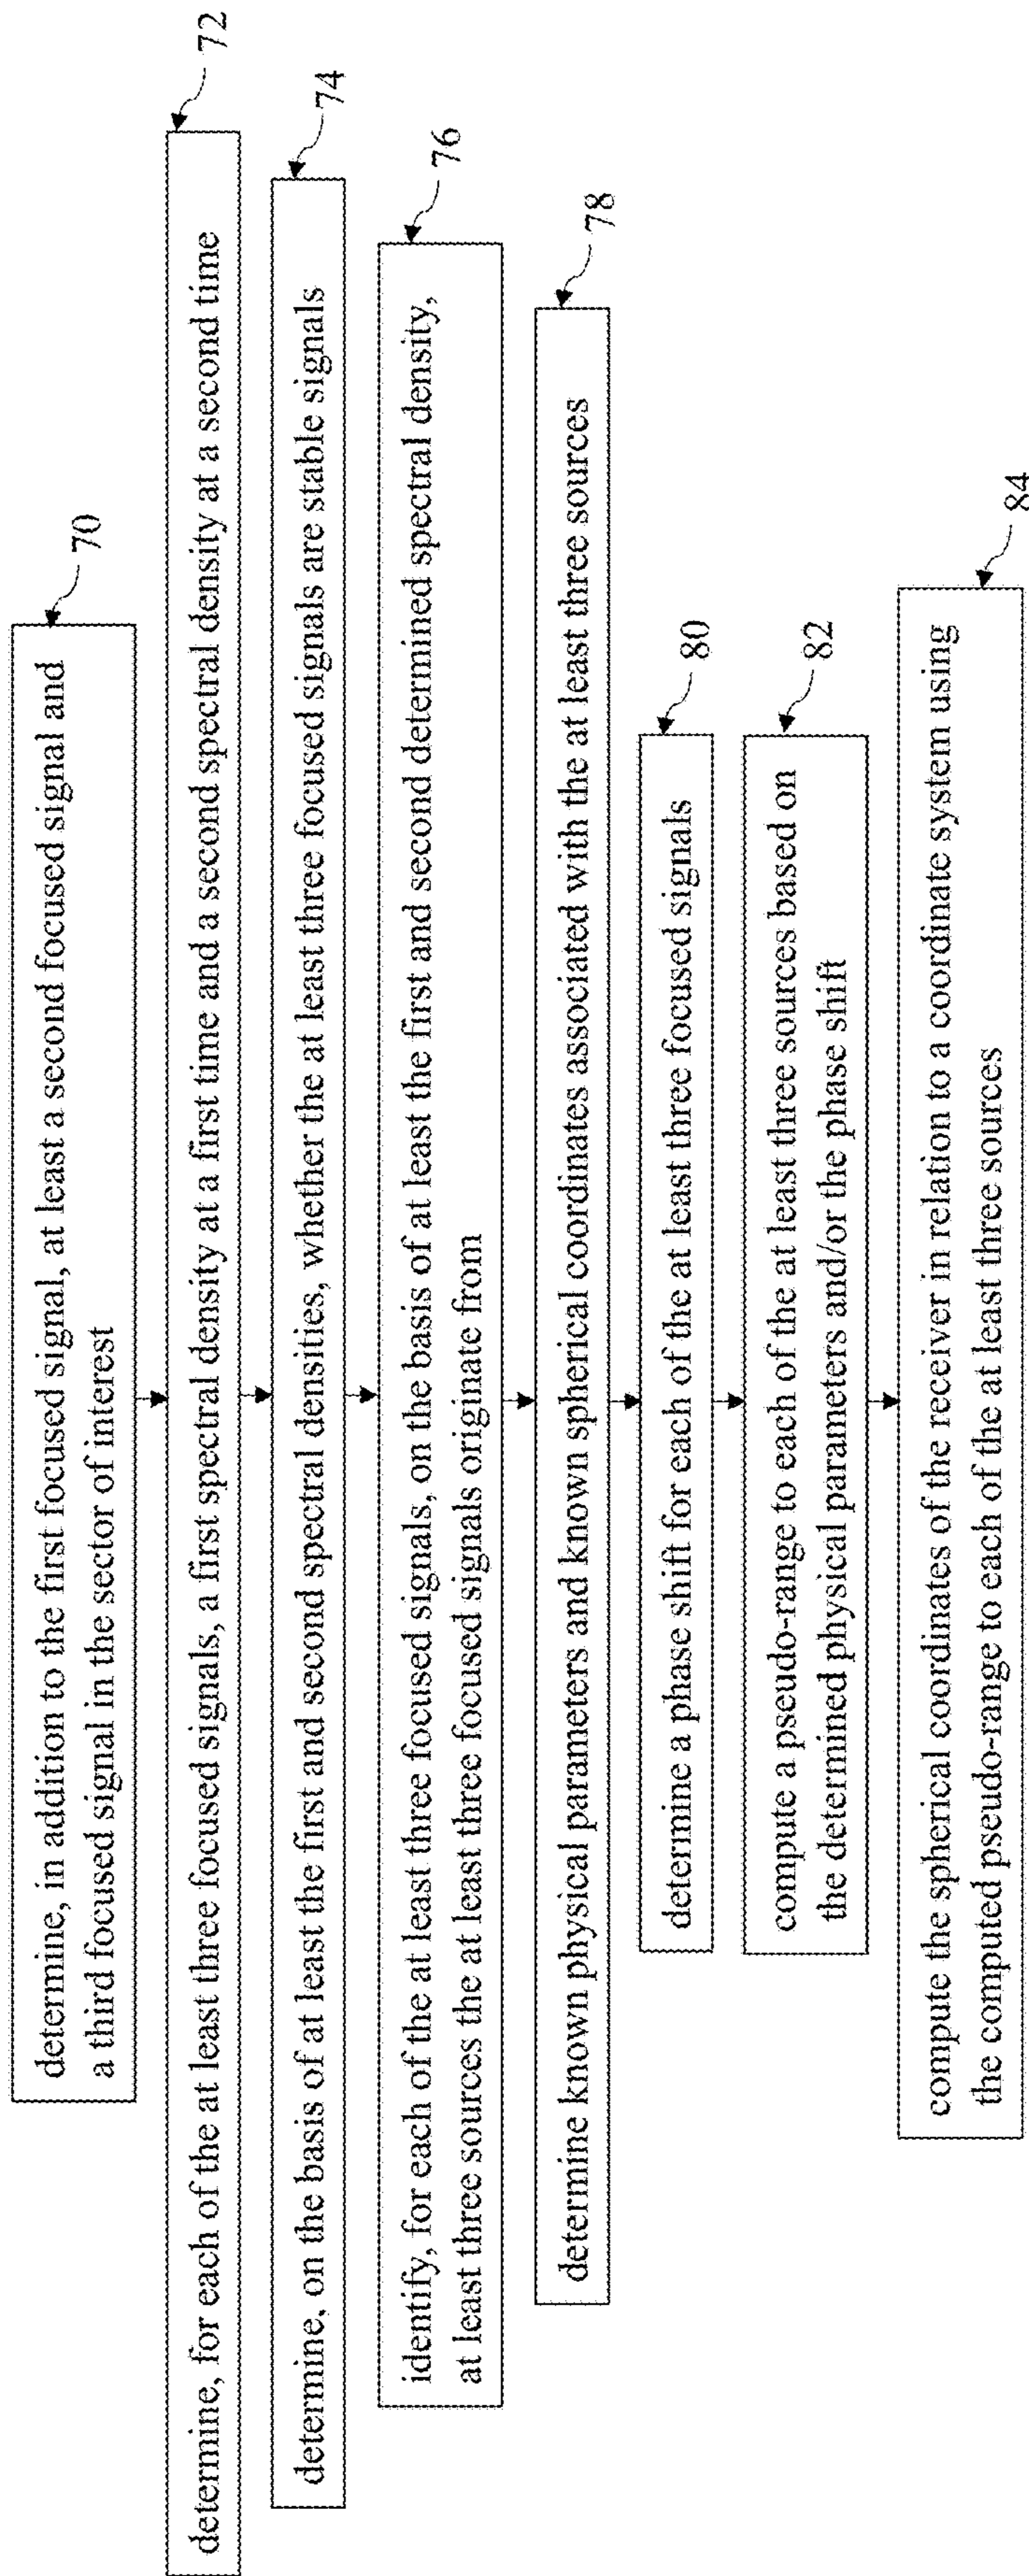 determine, in addition to the first focused signal, at least a second focused signal and
a third focused signal in the sector of interest
70
determine, for each of the at least three focused signals, a first spectral density at a first time and a second spectral density at a second time
72
determine, on the basis of at least the first and second spectral densities, whether the at least three focused signals are stable signals
74
identify, for each of the at least three focused signals, on the basis of at least the first and second determined spectral density,
at least three sources the at least three focused signals originate from
76
determine known physical parameters and known spherical coordinates associated with the at least three sources
78
determine a phase shift for each of the at least three focused signals
80
compute a pseudo-range to each of the at least three sources based on
the determined physical parameters and/or the phase shift
82
compute the spherical coordinates of the receiver in relation to a coordinate system using
the computed pseudo-range to each of the at least three sources
84